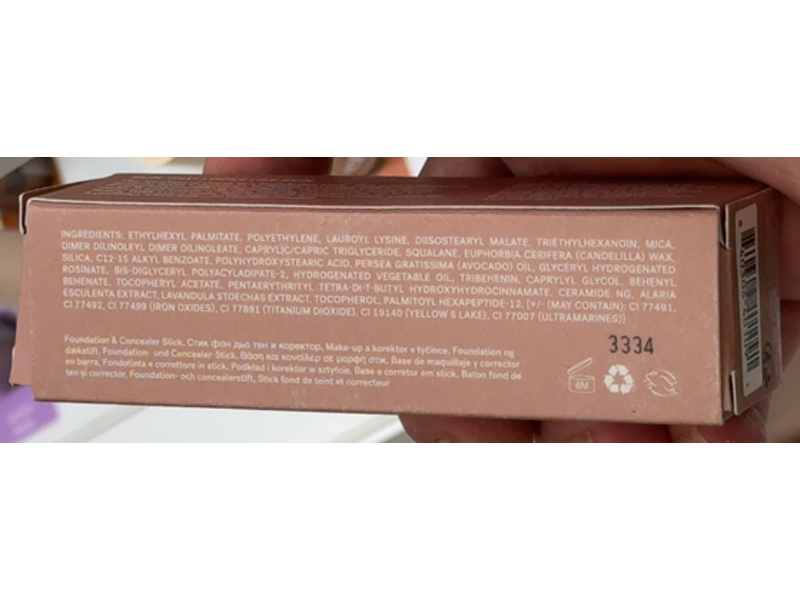 INGREDIENTS: ETHYLHEXYL PALMITATE, POLYETHYLENE, LAUROYL LYSINE, DIISOSTEARYL MALATE, TRIETHYLHEXANOIN, MICA,
DIMER DILINOLEYL DIMER DILINOLEATE, CAPRYLIC/CAPRIC TRIGLYCERIDE, SQUALANE, EUPHORBIA CERIFERA (CANDELILLA) WAX,
SILICA, C12-15 ALKYL BENZOATE, POLYHYDROXYSTEARIC ACID, PERSEA GRATISSIMA (AVOCADO) OIL, GLYCERYL HYDROGENATED
ROSINATE, BIS-DIGLYCERYL POLYACYLADIPATE-2, HYDROGENATED VEGETABLE OIL, TRIBEHENIN, CAPRYLYL GLYCOL, BEHENYL
BEHENATE, TOCOPHERYL ACETATE, PENTAERYTHRITYL TETRA-DI-T-BUTYL HYDROXYHYDROCINNAMATE, CERAMIDE NG, ALARIA
ESCULENTA EXTRACT, LAVANDULA STOECHAS EXTRACT, TOCOPHEROL, PALMITOYL HEXAPEPTIDE-12. [+/- (MAY CONTAIN): CI 77491,
CI 77492, CI 77499 (IRON OXIDES), CI 77891 (TITANIUM DIOXIDE), CI 19140 (YELLOW 5 LAKE), CI 77007 (ULTRAMARINES)]
Foundation & Concealer Stick, Стик фон дьо тен и коректор, Make-up a korektor v tyčince, Foundation og
dækstift, Foundation- und Concealer-Stick, Βάση και κονσίλερ σε μορφή στικ, Base de maquillaje y corrector
en barra, Fondotinta e correttore in stick, Podkład i korektor w sztyfcie, Base e corretor em stick, Baton fond de
ten și corector, Foundation- och concealerstift, Stick fond de teint et correcteur
3334
6M